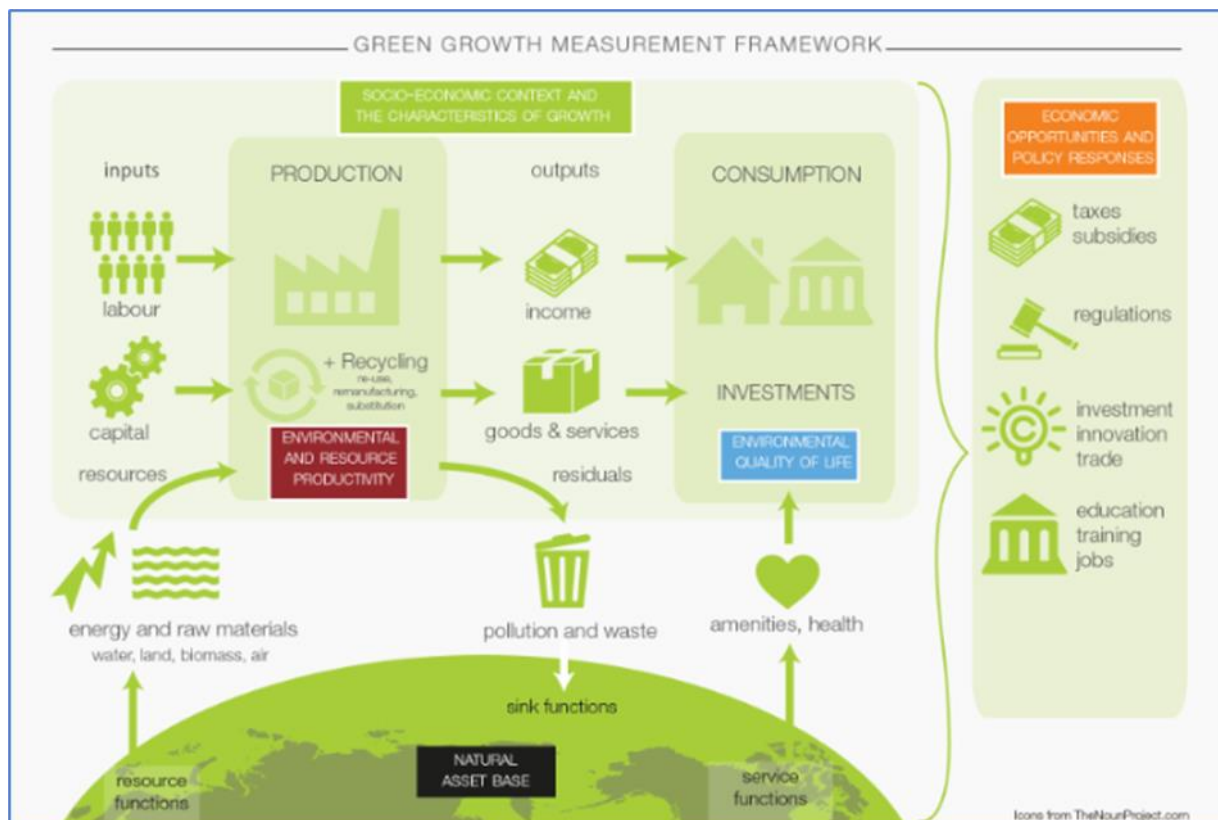 GREEN GROWTH MEASUREMENT FRAMEWORK
SOCIO-ECONOMIC CONTEXT AND
THE CHARACTERISTICS OF GROWTH
inputs
PRODUCTION
outputs
CONSUMPTION
labour
income
+ Recycling
re-use,
remanufacturing,
substitution
INVESTMENTS
capital
goods & services
ENVIRONMENTAL
AND RESOURCE
PRODUCTIVITY
ENVIRONMENTAL
QUALITY OF LIFE
resources
residuals
energy and raw materials
water, land, biomass, air
pollution and waste
amenities, health
sink functions
resource
functions
NATURAL
ASSET BASE
service
functions
ECONOMIC
OPPORTUNITIES AND
POLICY RESPONSES
taxes
subsidies
regulations
C
investment
innovation
trade
education
training
jobs
Icons from TheNounProject.com